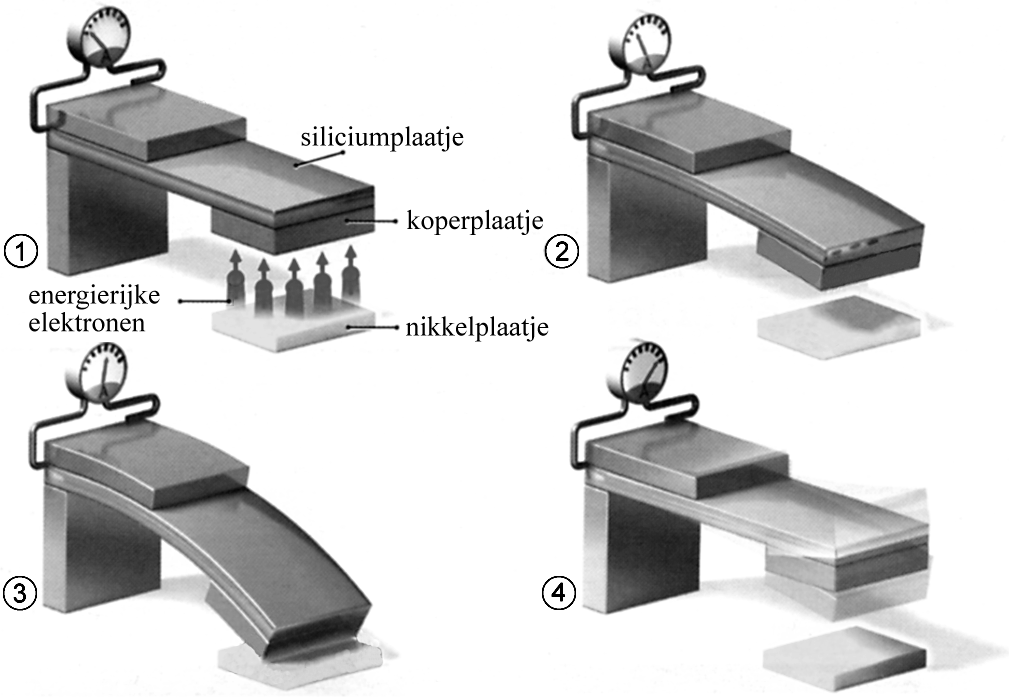 siliciumplaatje
koperplaatje
1
energierijke
elektronen
nikkelplaatje
2
3
4